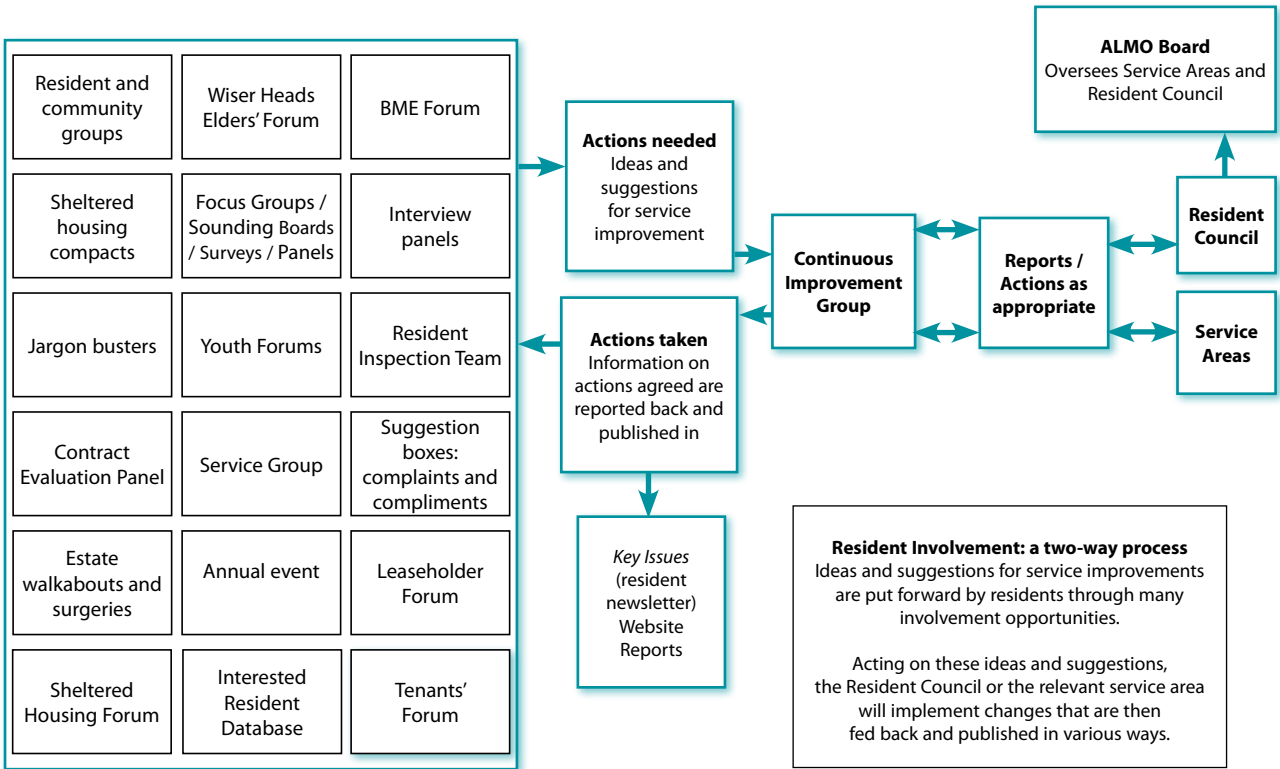 Resident and
community
groups
Wiser Heads
Elders’ Forum
BME Forum
Sheltered
housing
compacts
Focus Groups /
Sounding Boards
/ Surveys / Panels
Interview
panels
Jargon busters
Youth Forums
Resident
Inspection Team
Contract
Evaluation Panel
Service Group
Suggestion
boxes:
complaints and
compliments
Estate
walkabouts and
surgeries
Annual event
Leaseholder
Forum
Sheltered
Housing Forum
Interested
Resident
Database
Tenants’
Forum
Actions needed
Ideas and
suggestions
for service
improvement
Actions taken
Information on
actions agreed are
reported back and
published in
Key Issues
(resident
newsletter)
Website
Reports
Continuous
Improvement
Group
Reports /
Actions as
appropriate
ALMO Board
Oversees Service Areas and
Resident Council
Resident
Council
Service
Areas
Resident Involvement: a two-way process
Ideas and suggestions for service improvements
are put forward by residents through many
involvement opportunities.
Acting on these ideas and suggestions,
the Resident Council or the relevant service area
will implement changes that are then
fed back and published in various ways.